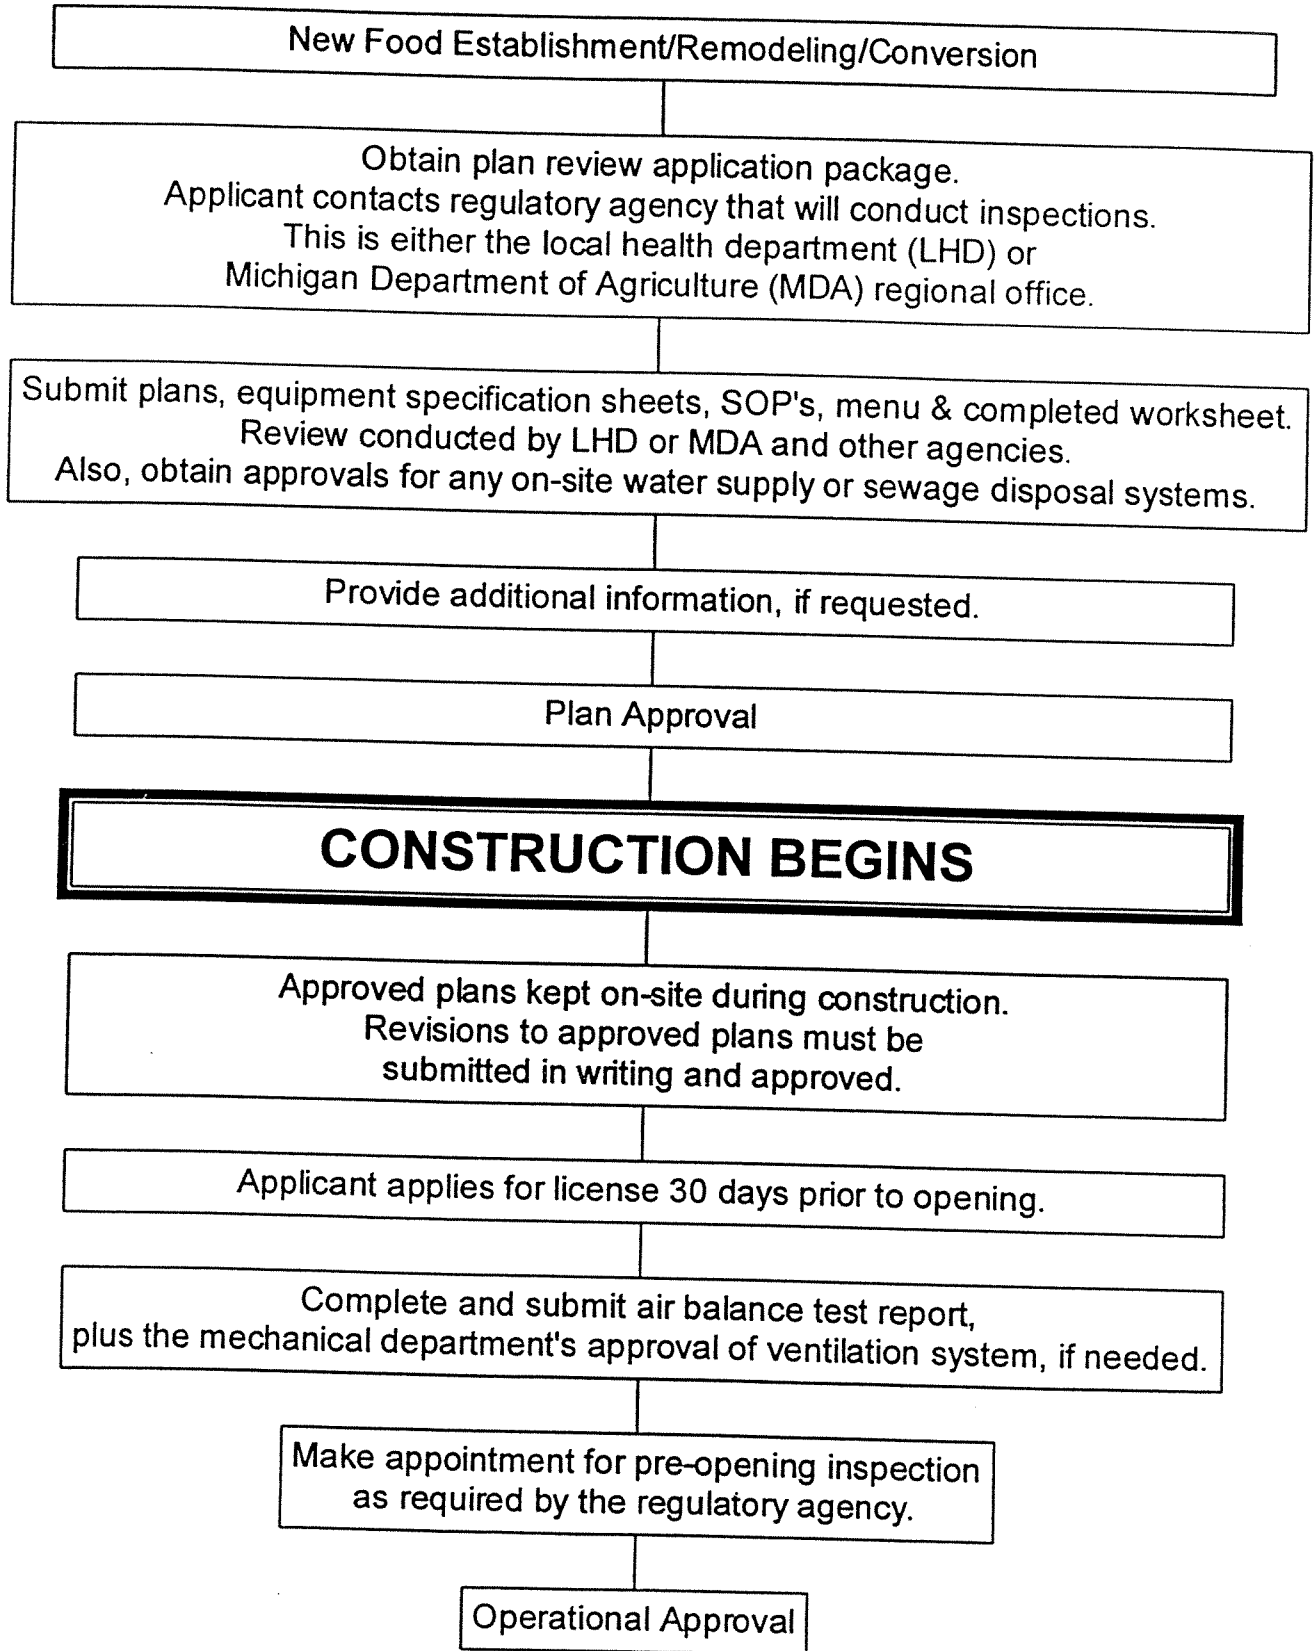 New Food Establishment/Remodeling/Conversion
Obtain plan review application package.
Applicant contacts regulatory agency that will conduct inspections.
This is either the local health department (LHD) or
Michigan Department of Agriculture (MDA) regional office.
Submit plans, equipment specification sheets, SOP's, menu & completed worksheet.
Review conducted by LHD or MDA and other agencies.
Also, obtain approvals for any on-site water supply or sewage disposal systems.
Provide additional information, if requested.
Plan Approval
CONSTRUCTION BEGINS
Approved plans kept on-site during construction.
Revisions to approved plans must be
submitted in writing and approved.
Applicant applies for license 30 days prior to opening.
Complete and submit air balance test report,
plus the mechanical department's approval of ventilation system, if needed.
Make appointment for pre-opening inspection
as required by the regulatory agency.
Operational Approval